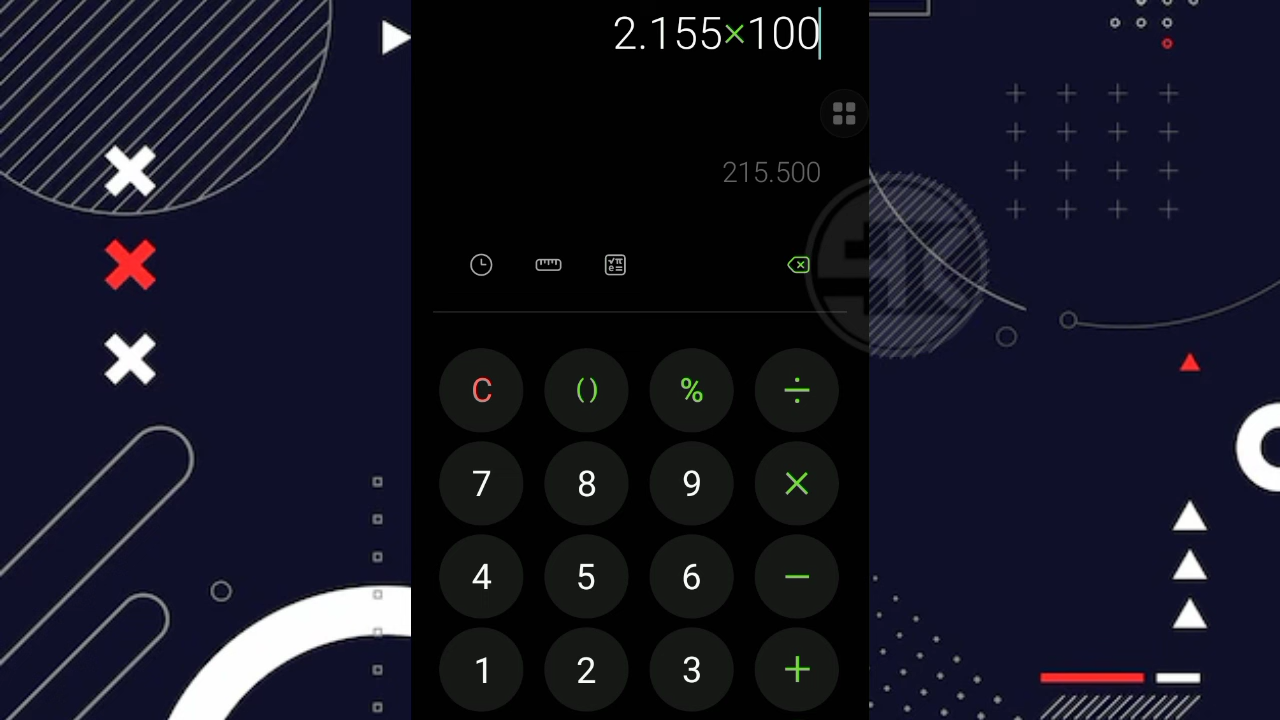 2.155×100
215.500
C () % ÷
7 8 9 ×
4 5 6 −
1 2 3 +